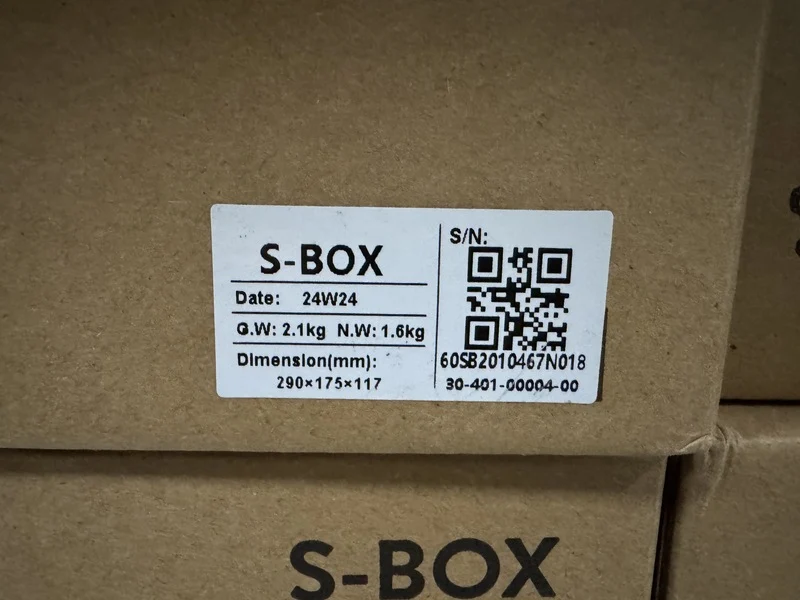 S-BOX
Date: 24W24
G.W: 2.1kg N.W: 1.6kg
Dimension(mm):
290×175×117
S/N:
60SB2010467N018
30-401-00004-00
S-BOX